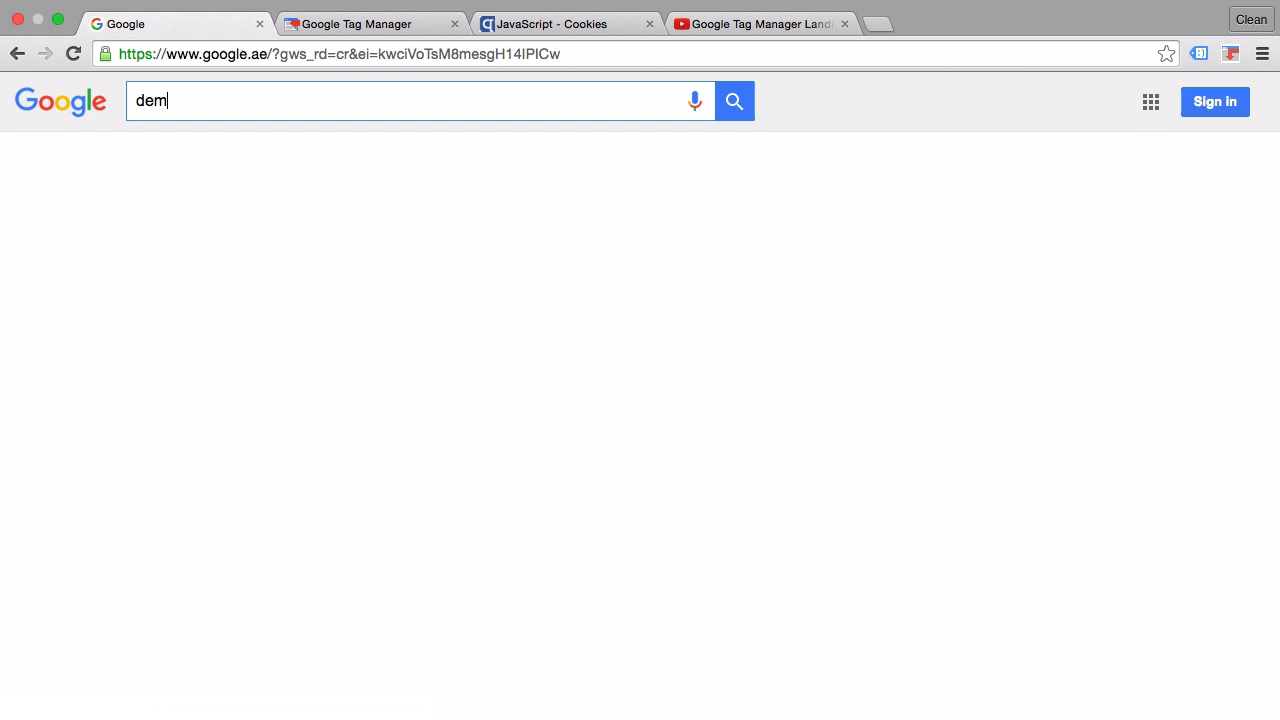 Google
Google Tag Manager
JavaScript - Cookies
Google Tag Manager Landi
Clean
https://www.google.ae/?gws_rd=cr&ei=kwciVoTsM8mesgH14IPICw
Google
dem
Sign in